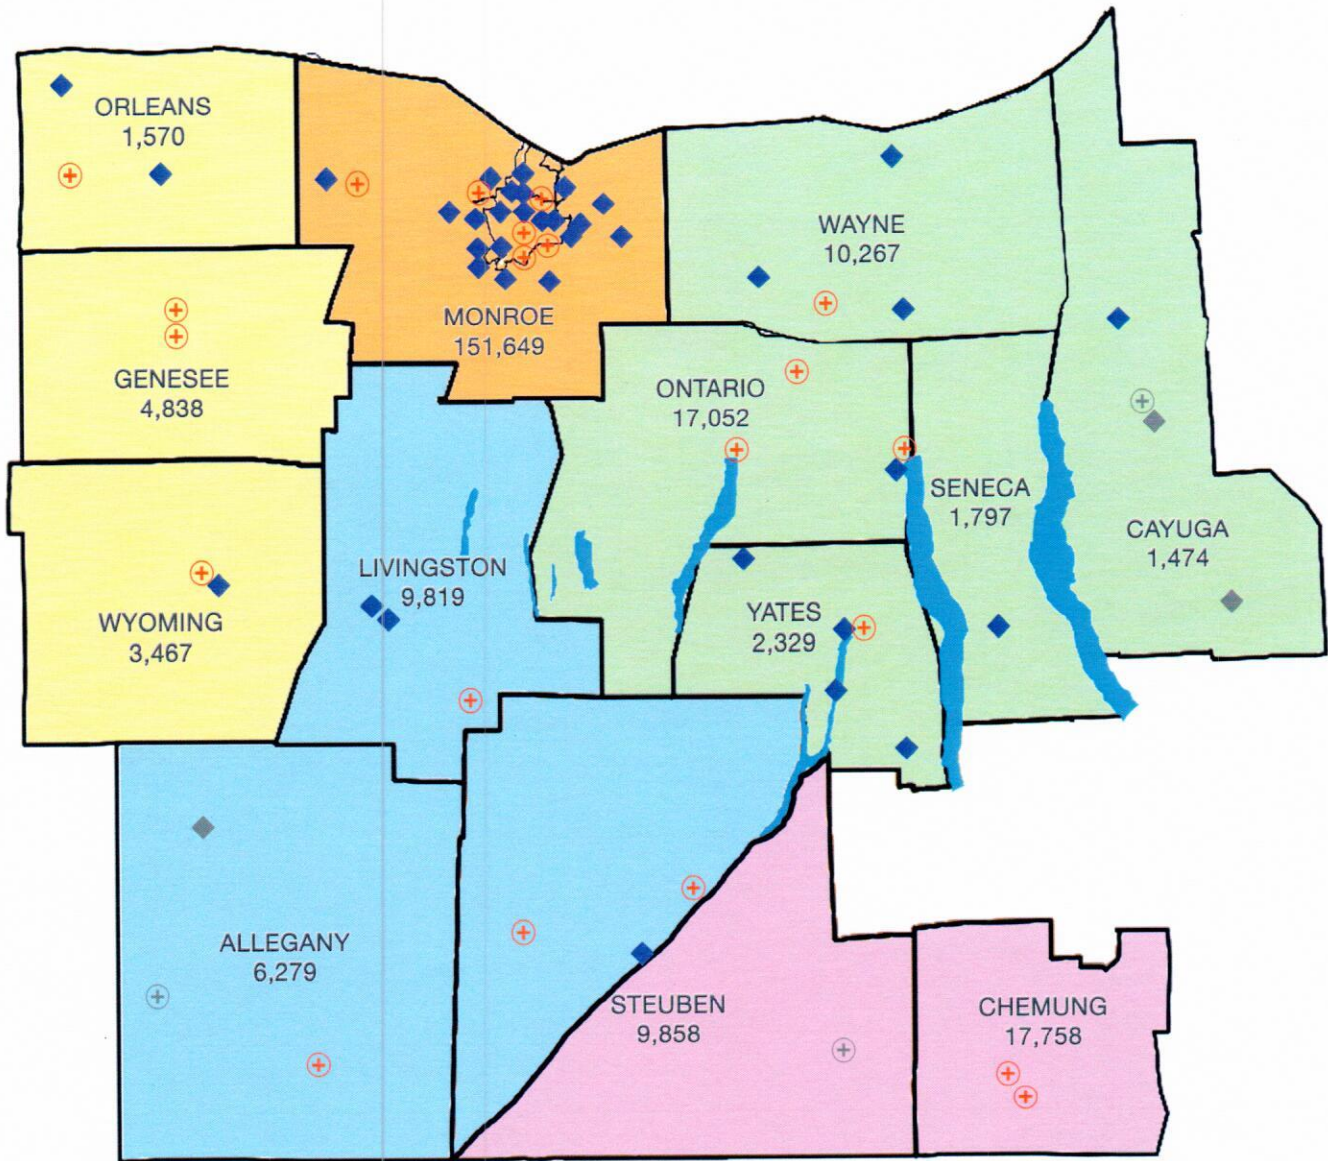 ORLEANS
1,570
MONROE
151,649
WAYNE
10,267
GENESEE
4,838
ONTARIO
17,052
SENECA
1,797
CAYUGA
1,474
WYOMING
3,467
LIVINGSTON
9,819
YATES
2,329
ALLEGANY
6,279
STEUBEN
9,858
CHEMUNG
17,758